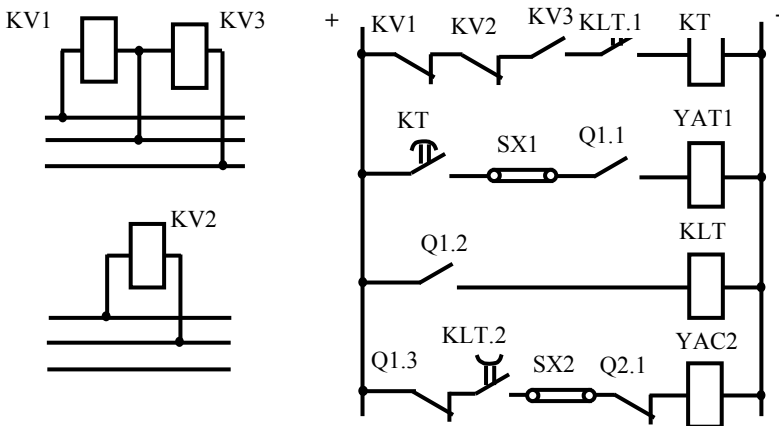 KV1 KV3
KV2
+ -
KV1 KV2 KV3 KLT.1 KT
KT SX1 Q1.1 YAT1
Q1.2 KLT
Q1.3 KLT.2 SX2 Q2.1 YAC2